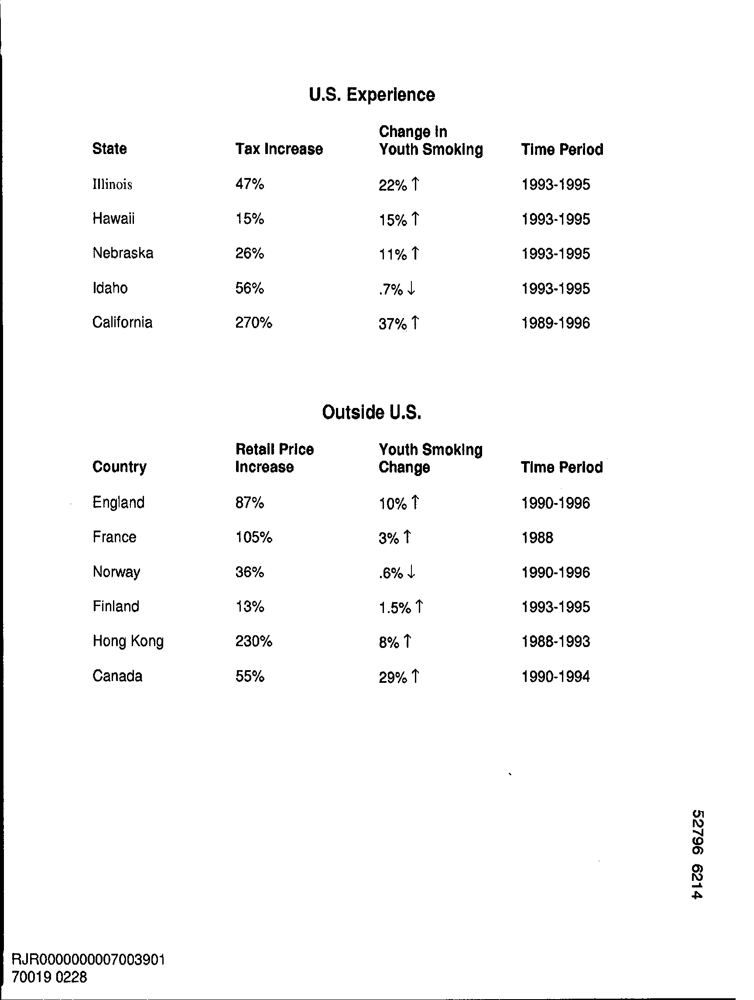 U.S. Experience
State Tax Increase Change in Youth Smoking Time Period
Illinois 47% 22% ↑ 1993-1995
Hawaii 15% 15% ↑ 1993-1995
Nebraska 26% 11% ↑ 1993-1995
Idaho 56% .7% ↓ 1993-1995
California 270% 37% ↑ 1989-1996
Outside U.S.
Country Retail Price Increase Youth Smoking Change Time Period
England 87% 10% ↑ 1990-1996
France 105% 3% ↑ 1988
Norway 36% .6% ↓ 1990-1996
Finland 13% 1.5% ↑ 1993-1995
Hong Kong 230% 8% ↑ 1988-1993
Canada 55% 29% ↑ 1990-1994
52796 6214
RJR0000000007003901
70019 0228